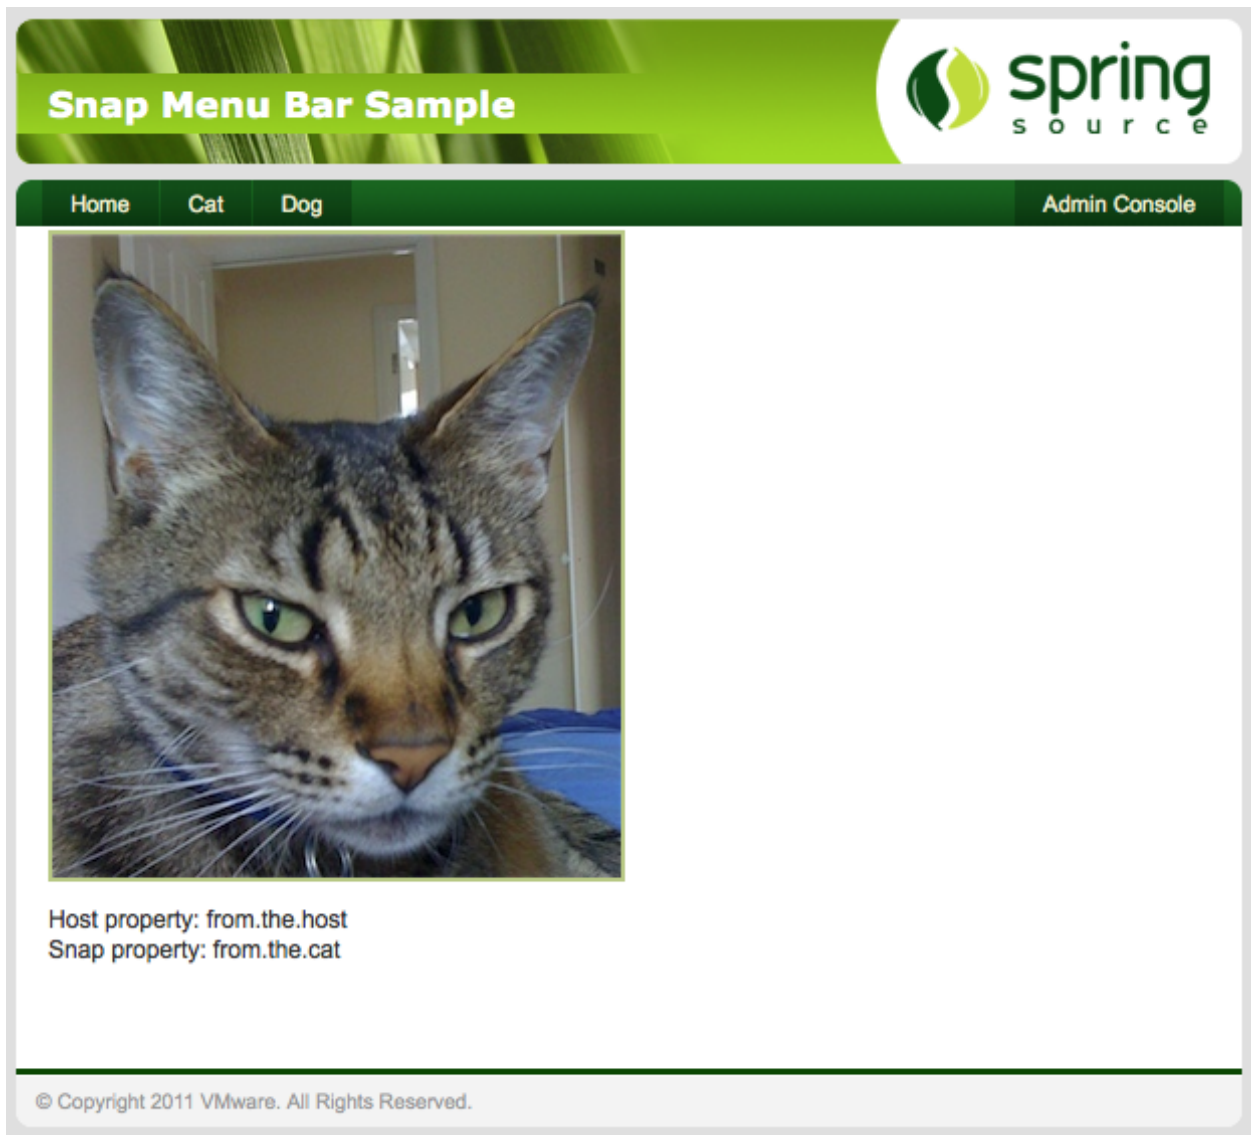 Snap Menu Bar Sample
spring
source
Home Cat Dog Admin Console
Host property: from.the.host
Snap property: from.the.cat
© Copyright 2011 VMware. All Rights Reserved.